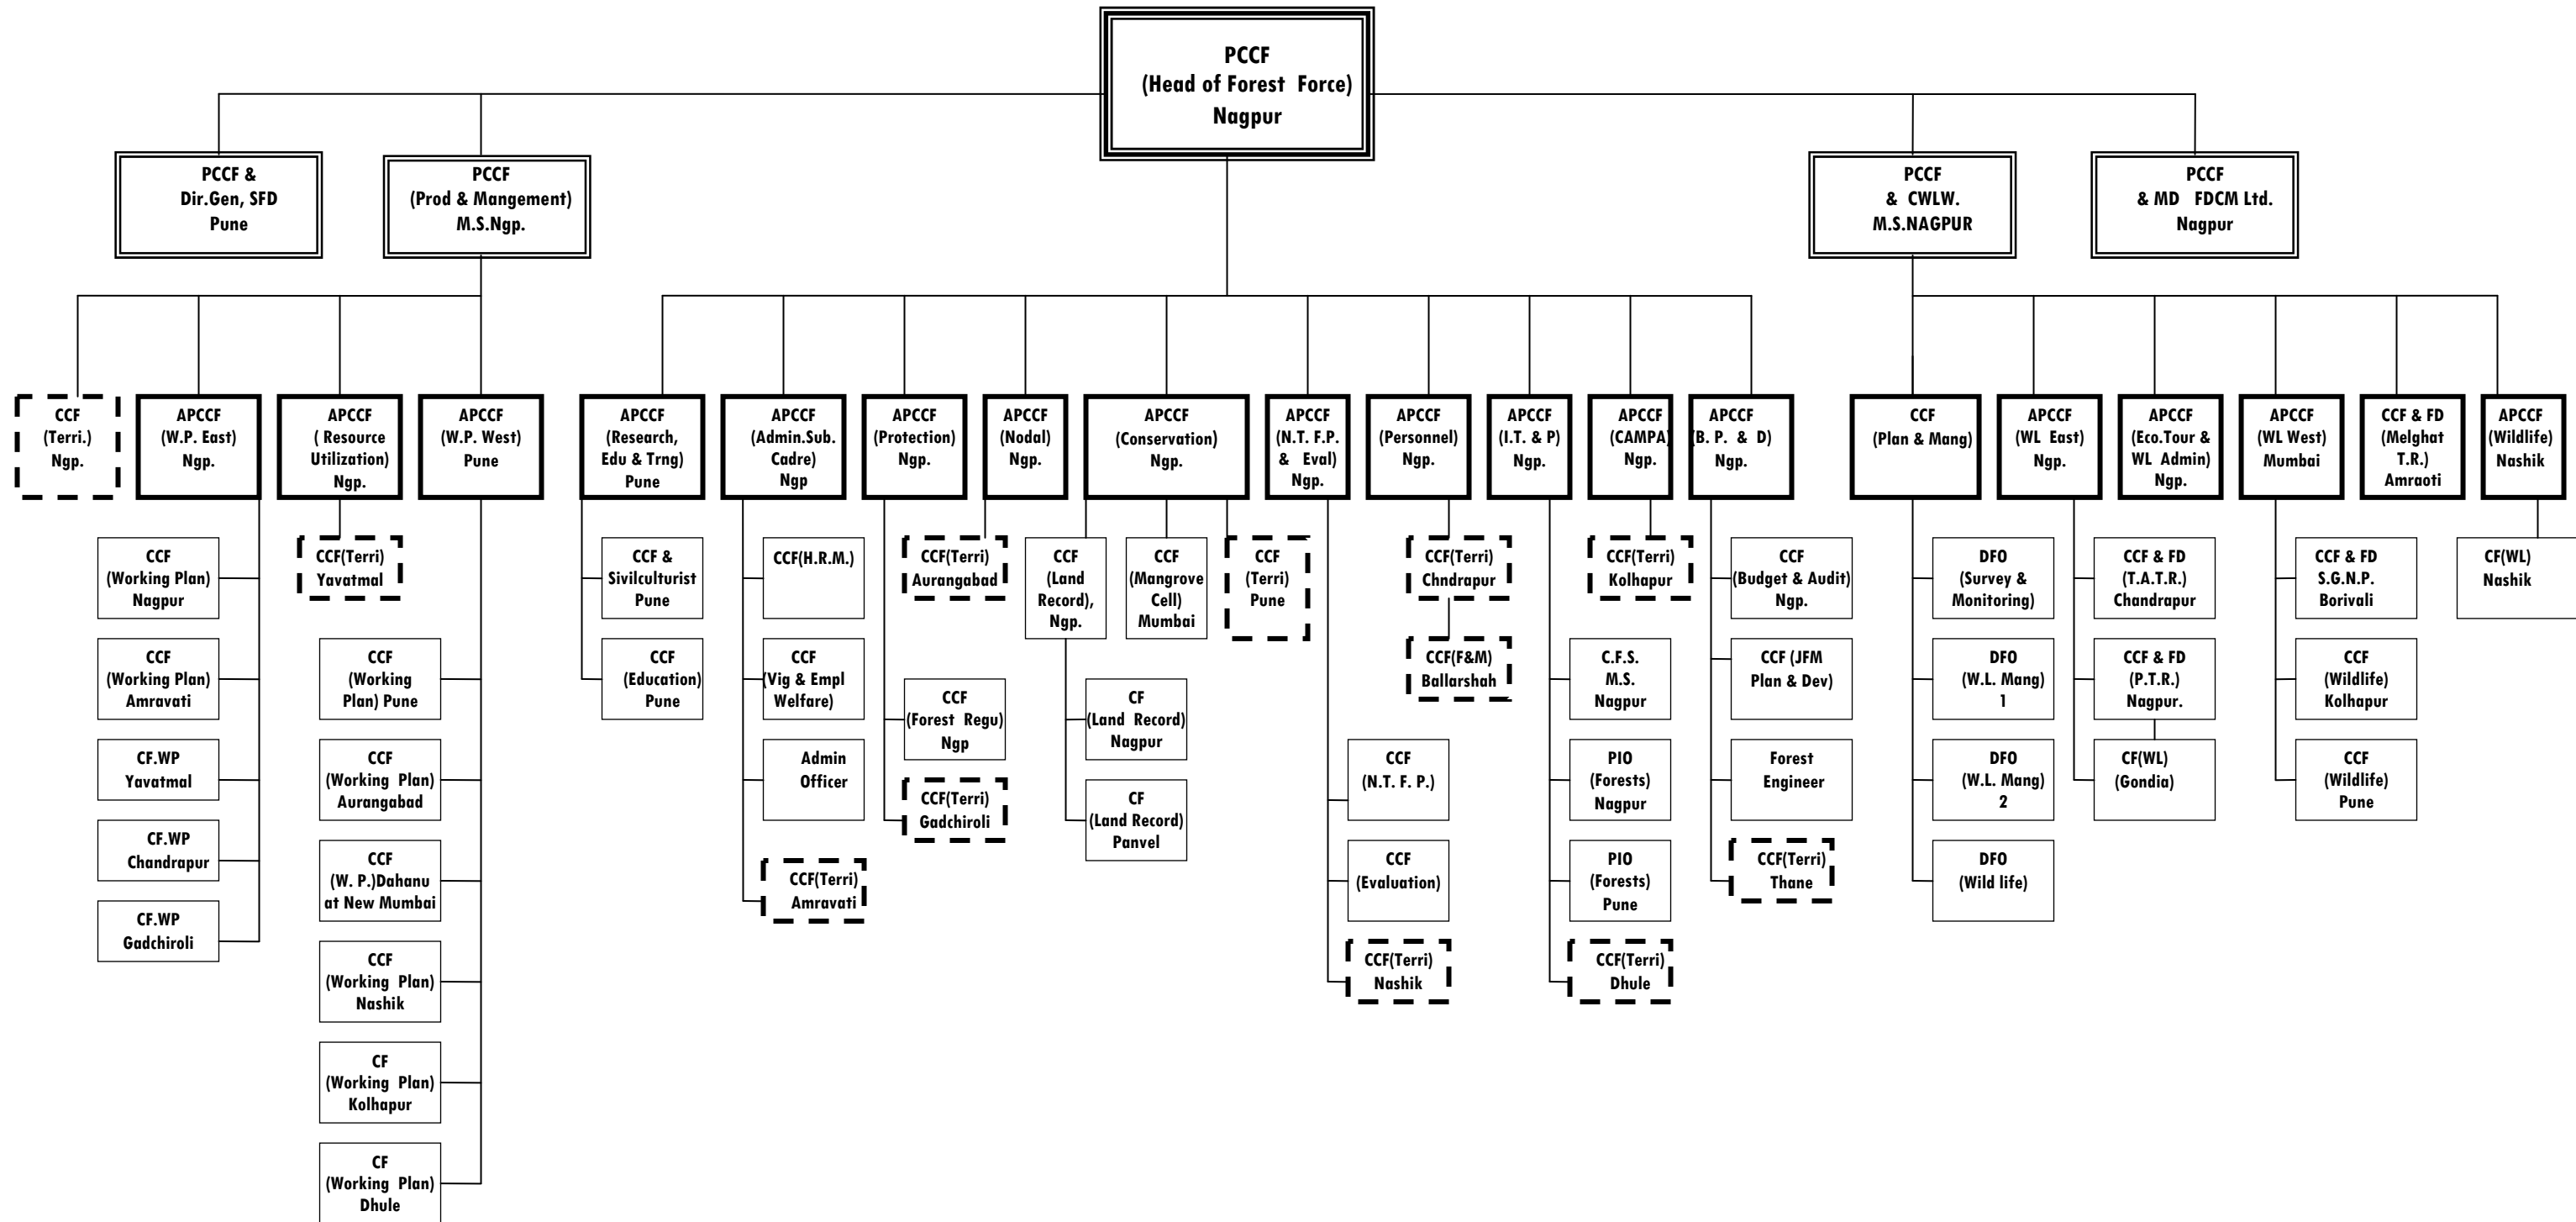 PCCF
(Head of Forest Force)
Nagpur
PCCF &
Dir.Gen, SFD
Pune
PCCF
(Prod & Mangement)
M.S.Ngp.
PCCF
& CWLW.
M.S.NAGPUR
PCCF
& MD FDCM Ltd.
Nagpur
CCF
(Terri.)
Ngp.
APCCF
(W.P. East)
Ngp.
APCCF
( Resource
Utilization)
Ngp.
APCCF
(W.P. West)
Pune
APCCF
(Research,
Edu & Trng)
Pune
APCCF
(Admin.Sub.
Cadre)
Ngp
APCCF
(Protection)
Ngp.
APCCF
(Nodal)
Ngp.
APCCF
(Conservation)
Ngp.
APCCF
(N.T. F.P.
& Eval)
Ngp.
APCCF
(Personnel)
Ngp.
APCCF
(I.T. & P)
Ngp.
APCCF
(CAMPA)
Ngp.
APCCF
(B. P. & D)
Ngp.
CCF
(Plan & Mang)
APCCF
(WL East)
Ngp.
APCCF
(Eco.Tour &
WL Admin)
Ngp.
APCCF
(WL West)
Mumbai
CCF & FD
(Melghat
T.R.)
Amraoti
APCCF
(Wildlife)
Nashik
CCF
(Working Plan)
Nagpur
CCF
(Working Plan)
Amravati
CF.WP
Yavatmal
CF.WP
Chandrapur
CF.WP
Gadchiroli
CCF(Terri)
Yavatmal
CCF
(Working
Plan) Pune
CCF
(Working Plan)
Aurangabad
CCF
(W. P.)Dahanu
at New Mumbai
CCF
(Working Plan)
Nashik
CF
(Working Plan)
Kolhapur
CF
(Working Plan)
Dhule
CCF &
Sivilculturist
Pune
CCF
(Education)
Pune
CCF(H.R.M.)
CCF
(Vig & Empl
Welfare)
Admin
Officer
CCF(Terri)
Amravati
CCF(Terri)
Aurangabad
CCF
(Forest Regu)
Ngp
CCF(Terri)
Gadchiroli
CCF
(Land
Record),
Ngp.
CCF
(Mangrove
Cell)
Mumbai
CCF
(Terri)
Pune
CF
(Land Record)
Nagpur
CF
(Land Record)
Panvel
CCF
(N.T. F. P.)
CCF
(Evaluation)
CCF(Terri)
Nashik
CCF(Terri)
Chndrapur
CCF(F&M)
Ballarshah
C.F.S.
M.S.
Nagpur
PIO
(Forests)
Nagpur
PIO
(Forests)
Pune
CCF(Terri)
Dhule
CCF(Terri)
Kolhapur
CCF
(Budget & Audit)
Ngp.
CCF (JFM
Plan & Dev)
Forest
Engineer
CCF(Terri)
Thane
DFO
(Survey &
Monitoring)
DFO
(W.L. Mang)
1
DFO
(W.L. Mang)
2
DFO
(Wild life)
CCF & FD
(T.A.T.R.)
Chandrapur
CCF & FD
(P.T.R.)
Nagpur.
CF(WL)
(Gondia)
CCF & FD
S.G.N.P.
Borivali
CCF
(Wildlife)
Kolhapur
CCF
(Wildlife)
Pune
CF(WL)
Nashik